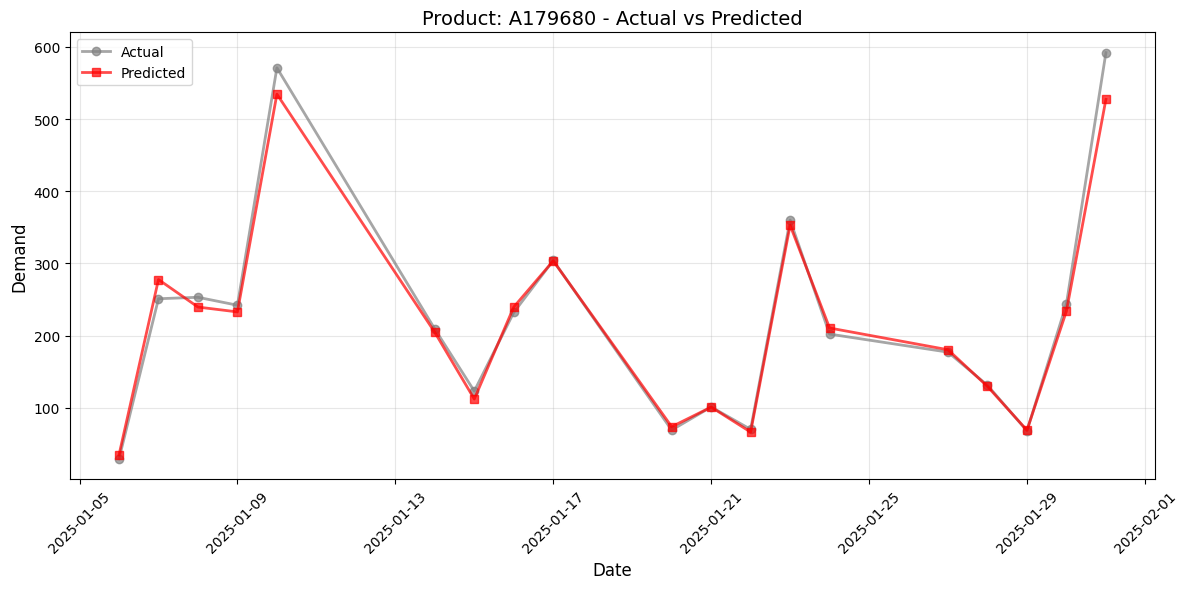 Product: A179680 - Actual vs Predicted
Actual
Predicted
Demand
600
500
400
300
200
100
2025-01-05
2025-01-09
2025-01-13
2025-01-17
2025-01-21
2025-01-25
2025-01-29
2025-02-01
Date